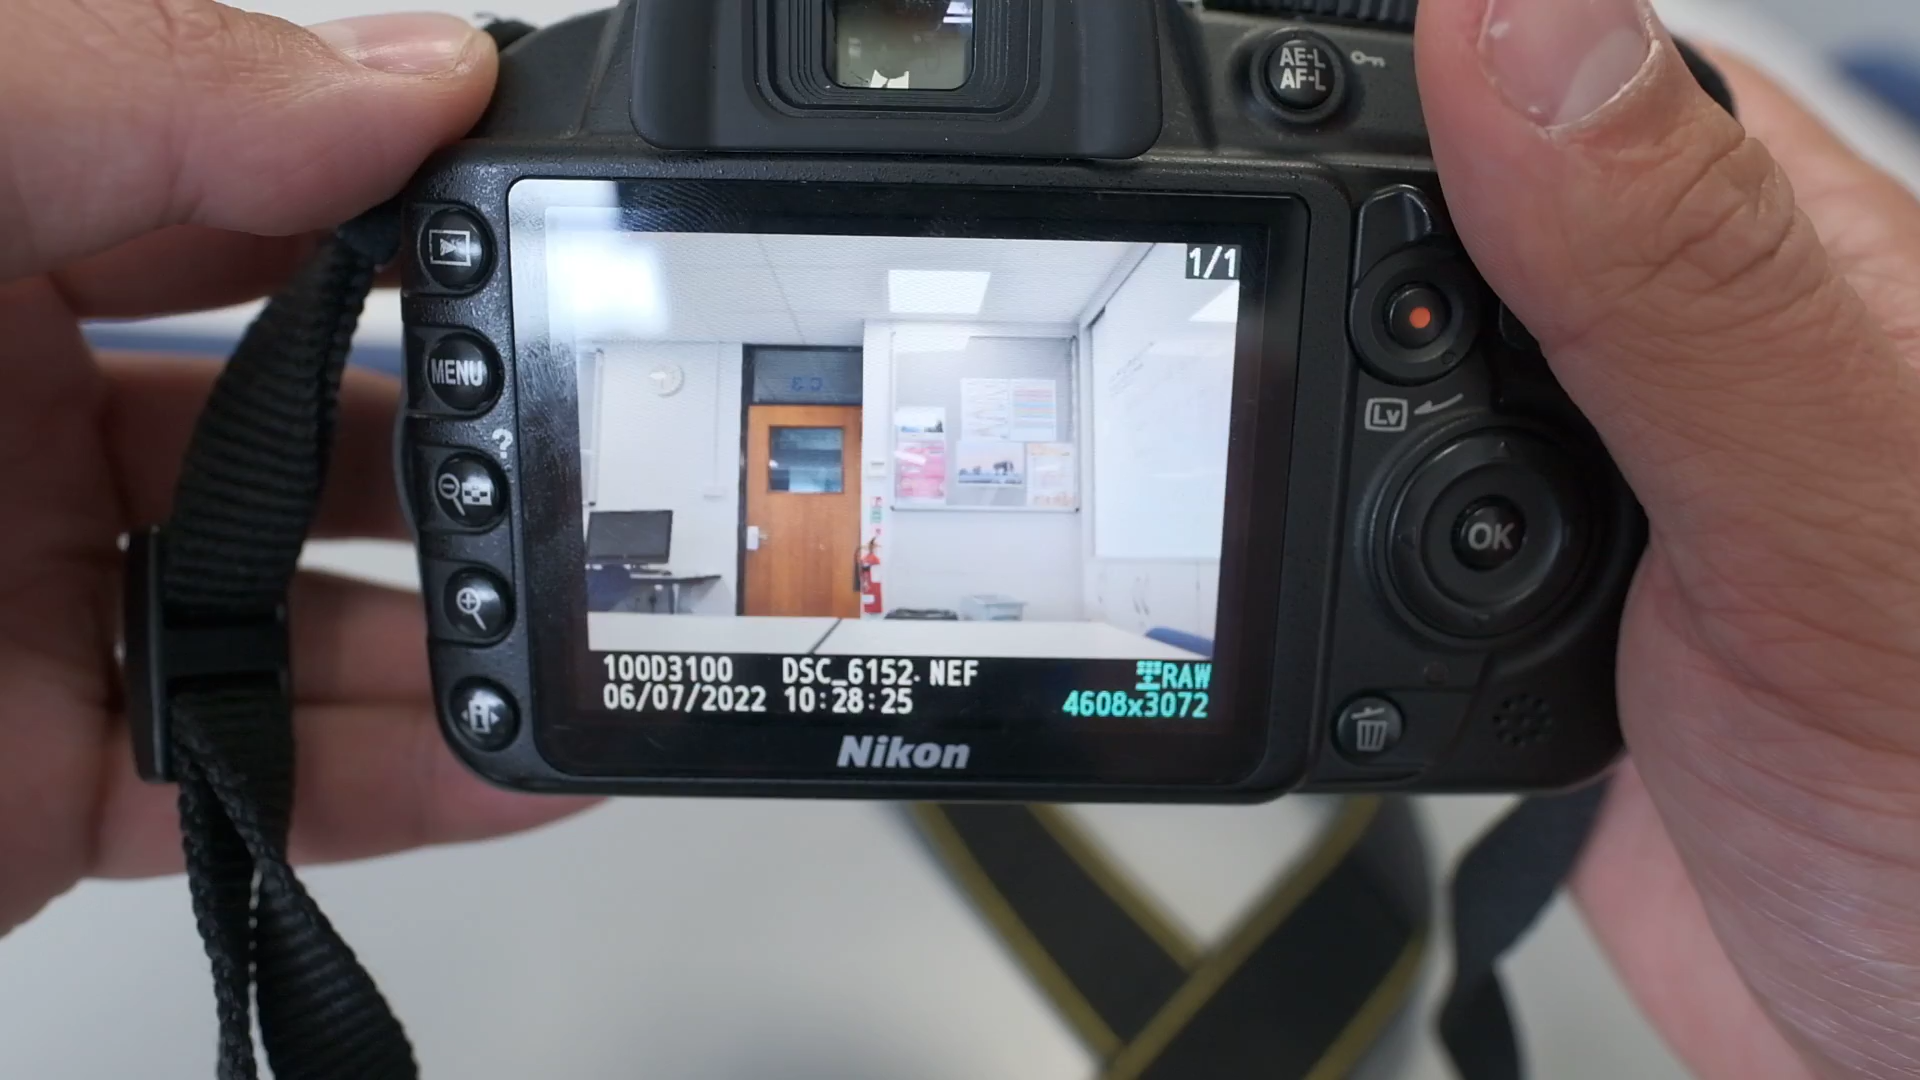 AE-L
AF-L
1/1
MENU
?
Lv
OK
C3
100D3100 DSC_6152.NEF RAW
06/07/2022 10:28:25 4608x3072
Nikon